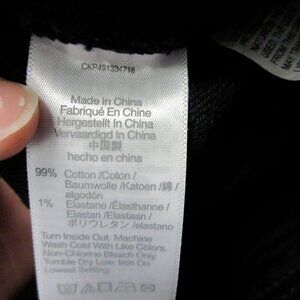 CKP491334718
Made In China
Fabriqué En Chine
Hergestellt In China
Vervaardigd In China
中国製
hecho en china
99% Cotton /Coton/
Baumwolle /Katoen /綿 /
algodón
1% Elastane /Élasthanne/
Elastan /Elastaan/
ポリウレタン /elastano
Turn Inside Out. Machine
Wash Cold With Like Colors.
Non-Chlorine Bleach Only.
Tumble Dry Low. Iron On
Lowest Setting.